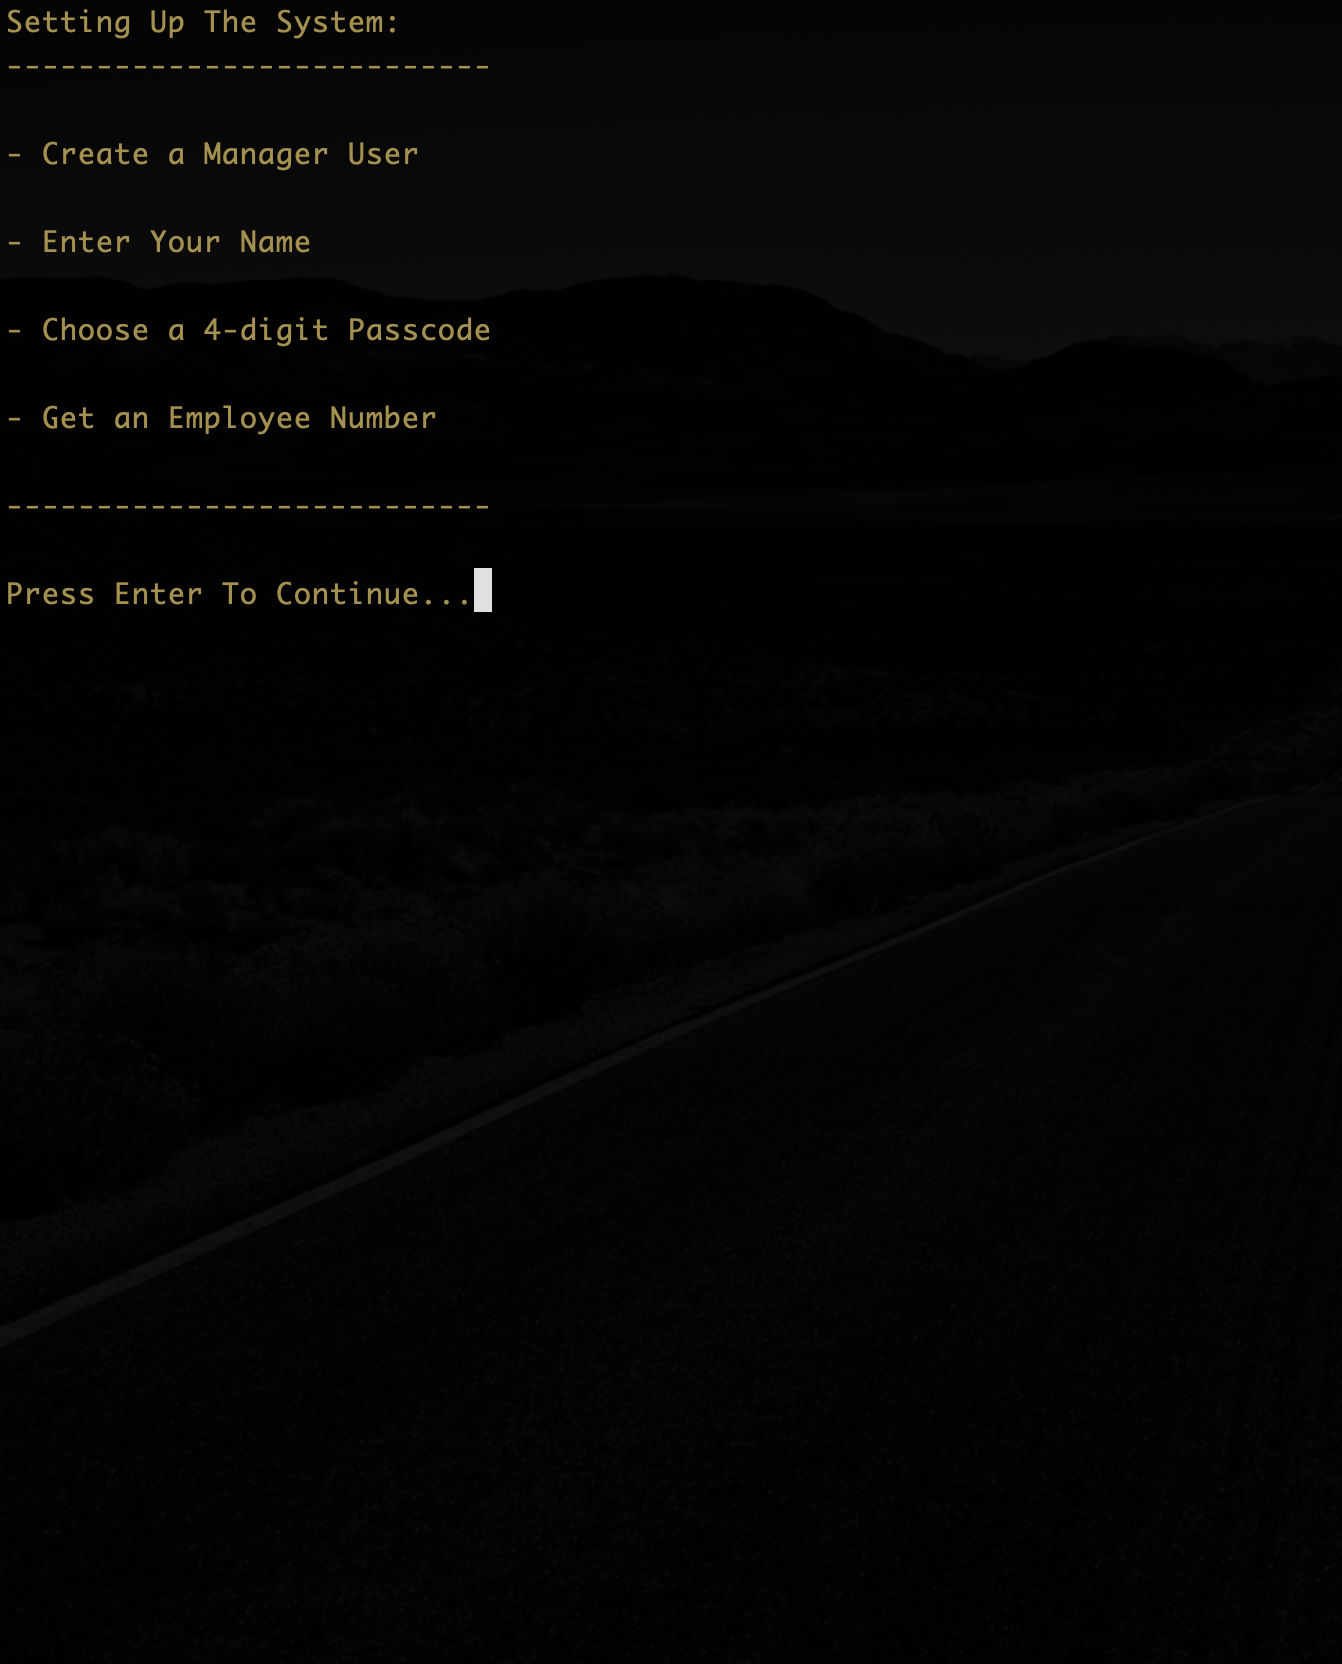 Setting Up The System:
---------------------------
- Create a Manager User
- Enter Your Name
- Choose a 4-digit Passcode
- Get an Employee Number
---------------------------
Press Enter To Continue...